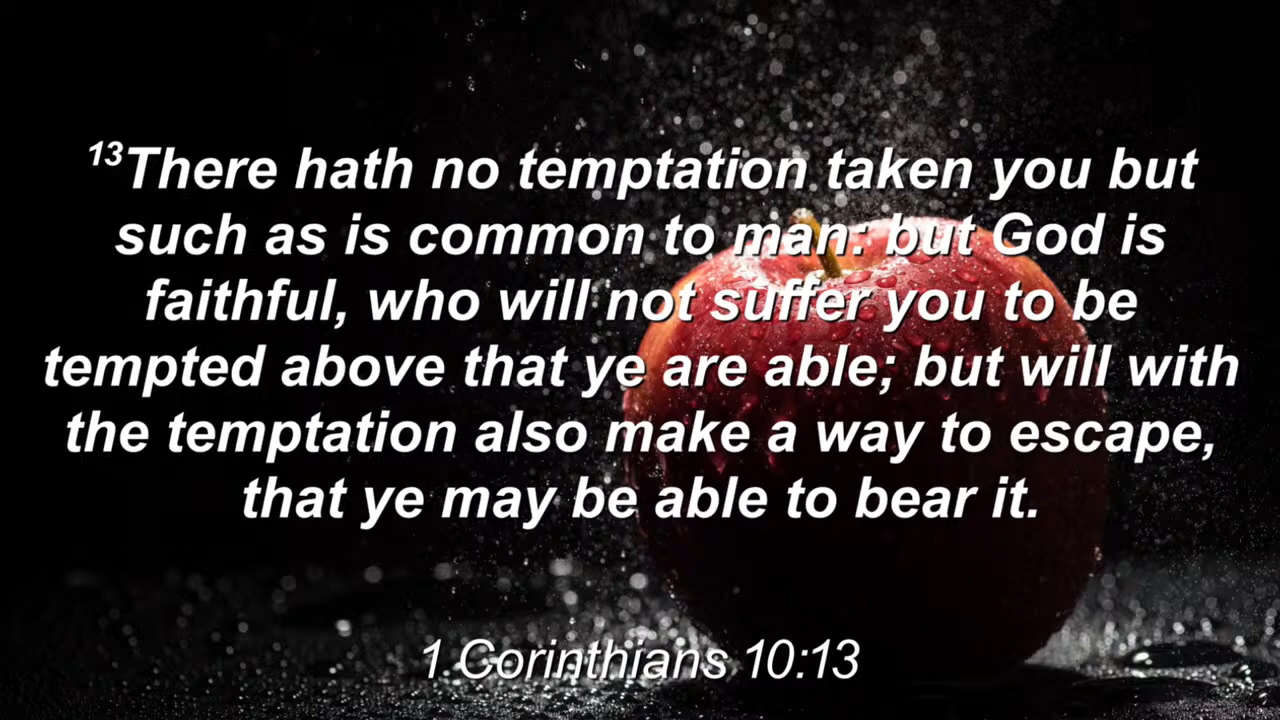 13There hath no temptation taken you but
such as is common to man: but God is
faithful, who will not suffer you to be
tempted above that ye are able; but will with
the temptation also make a way to escape,
that ye may be able to bear it.
1 Corinthians 10:13